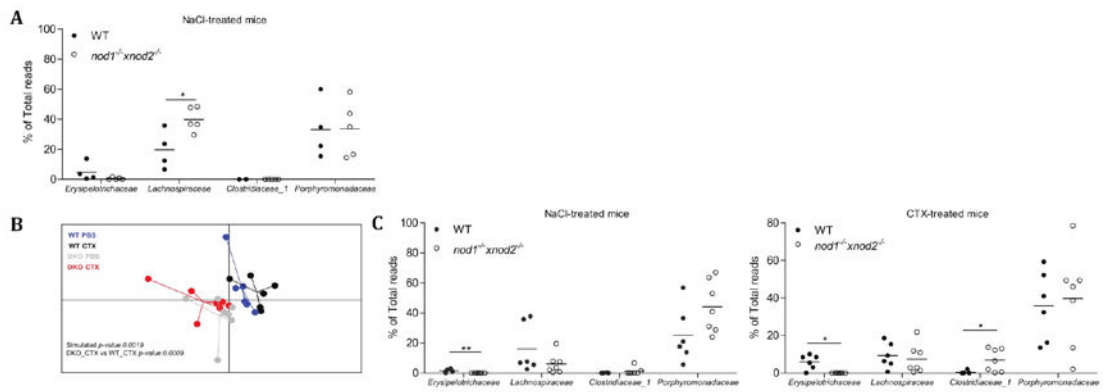 A
NaCl-treated mice
WT
nod1-/-xnod2-/-
% of Total reads
100
80
60
40
20
0
*
Erysipelotrichaceae
Lachnospiraceae
Clostridiaceae_1
Porphyromonadaceae
B
WT PBS
WT CTX
DKO PBS
DKO CTX
Simulated p-value 0.0019
DKO_CTX vs WT_CTX p-value 0.0009
C
NaCl-treated mice
WT
nod1-/-xnod2-/-
% of Total reads
100
80
60
40
20
0
**
Erysipelotrichaceae
Lachnospiraceae
Clostridiaceae_1
Porphyromonadaceae
CTX-treated mice
WT
nod1-/-xnod2-/-
% of Total reads
80
60
40
20
0
*
*
Erysipelotrichaceae
Lachnospiraceae
Clostridiaceae_1
Porphyromonadaceae